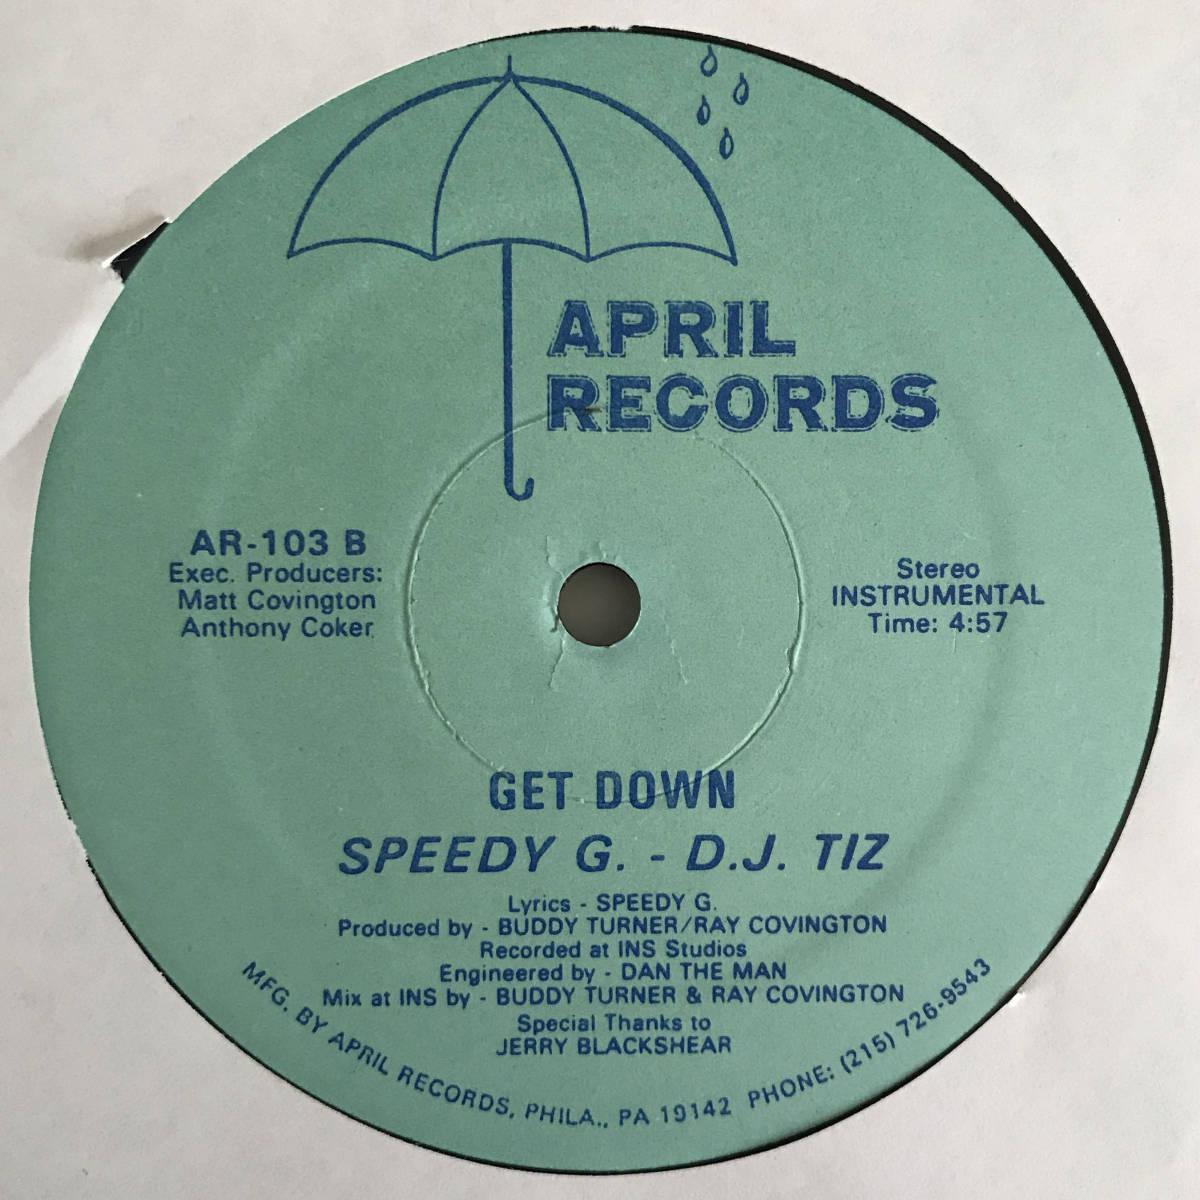 APRIL
RECORDS
AR-103 B
Exec. Producers:
Matt Covington
Anthony Coker
Stereo
INSTRUMENTAL
Time: 4:57
GET DOWN
SPEEDY G. - D.J. TIZ
Lyrics - SPEEDY G.
Produced by - BUDDY TURNER/RAY COVINGTON
Recorded at INS Studios
Engineered by - DAN THE MAN
Mix at INS by - BUDDY TURNER & RAY COVINGTON
Special Thanks to
JERRY BLACKSHEAR
MFG. BY APRIL RECORDS, PHILA., PA 19142 PHONE: (215) 726-9543